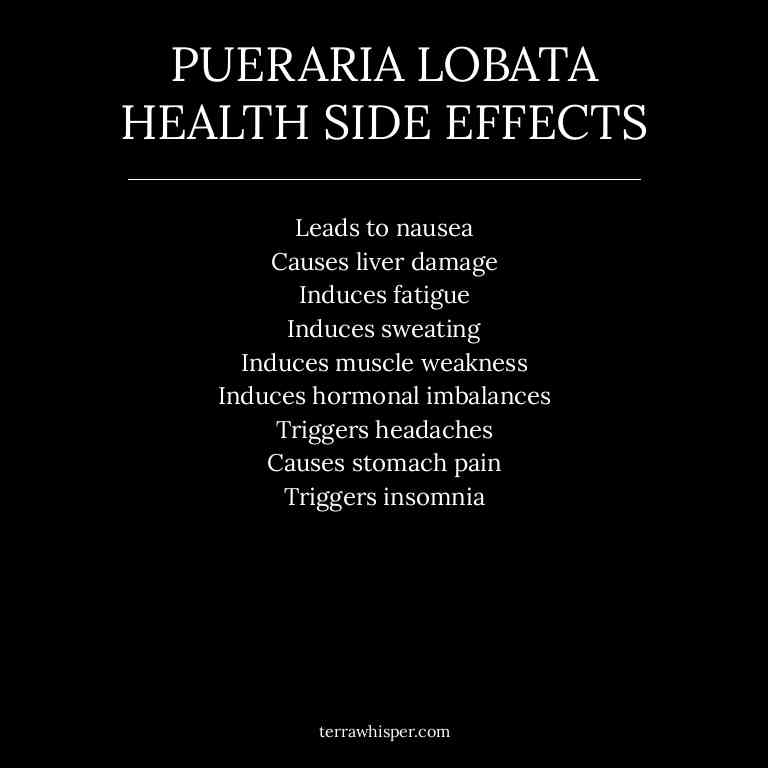 PUERARIA LOBATA
HEALTH SIDE EFFECTS
Leads to nausea
Causes liver damage
Induces fatigue
Induces sweating
Induces muscle weakness
Induces hormonal imbalances
Triggers headaches
Causes stomach pain
Triggers insomnia
terrawhisper.com